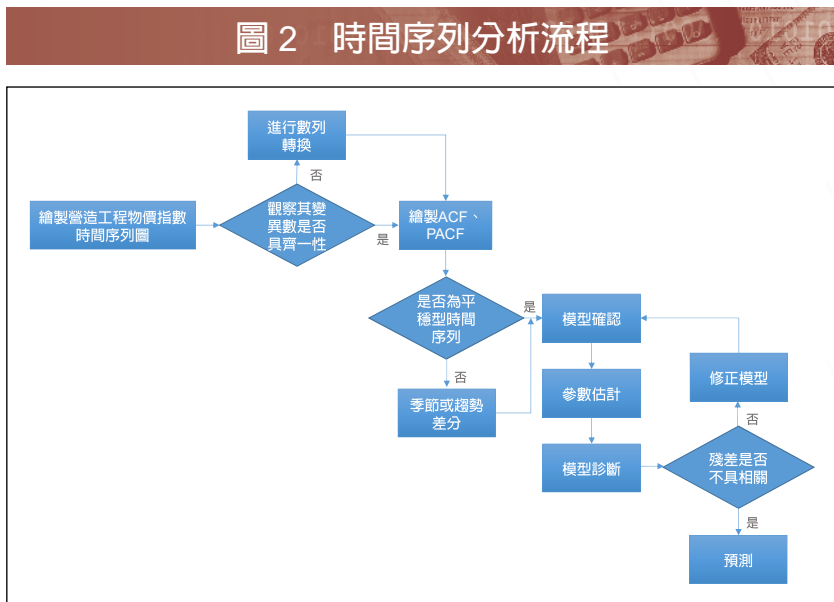 圖 2　時間序列分析流程
進行數列
轉換
否
繪製營造工程物價指數
時間序列圖
觀察其變
異數是否
具齊一性
是
繪製ACF、
PACF
是否為平
穩型時間
序列
是
模型確認
否
季節或趨勢
差分
參數估計
修正模型
否
模型診斷
殘差是否
不具相關
是
預測